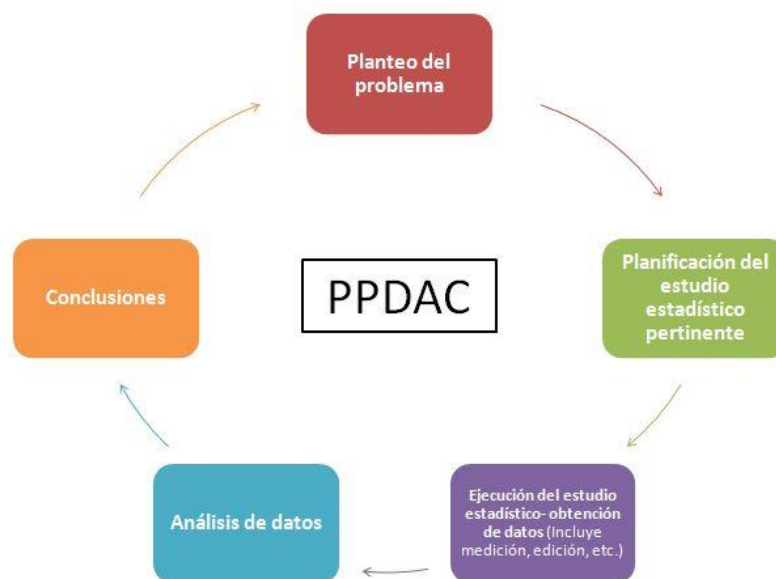 Planteo del
problema
Planificación del
estudio
estadístico
pertinente
Ejecución del estudio
estadístico- obtención
de datos (Incluye
medición, edición, etc.)
Análisis de datos
Conclusiones
PPDAC